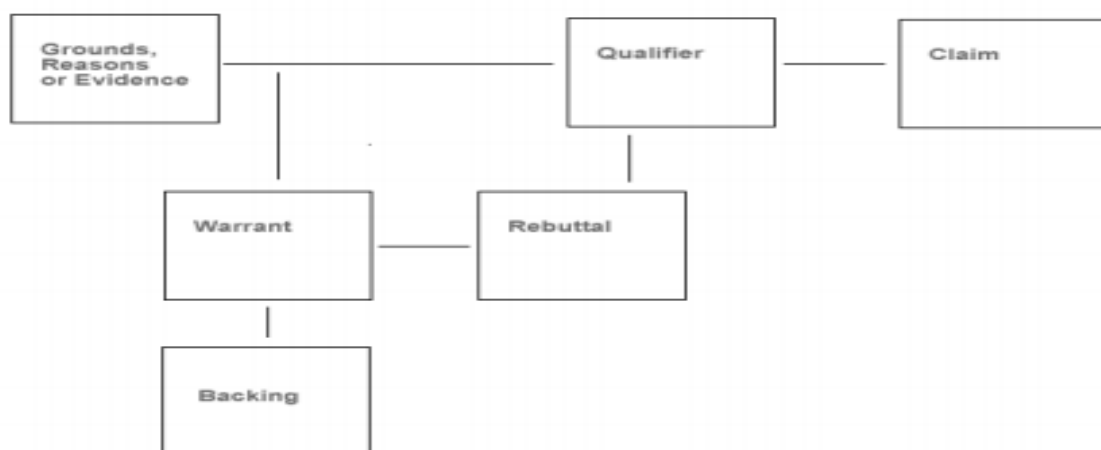 Grounds,
Reasons
or Evidence
Qualifier
Claim
Warrant
Rebuttal
Backing